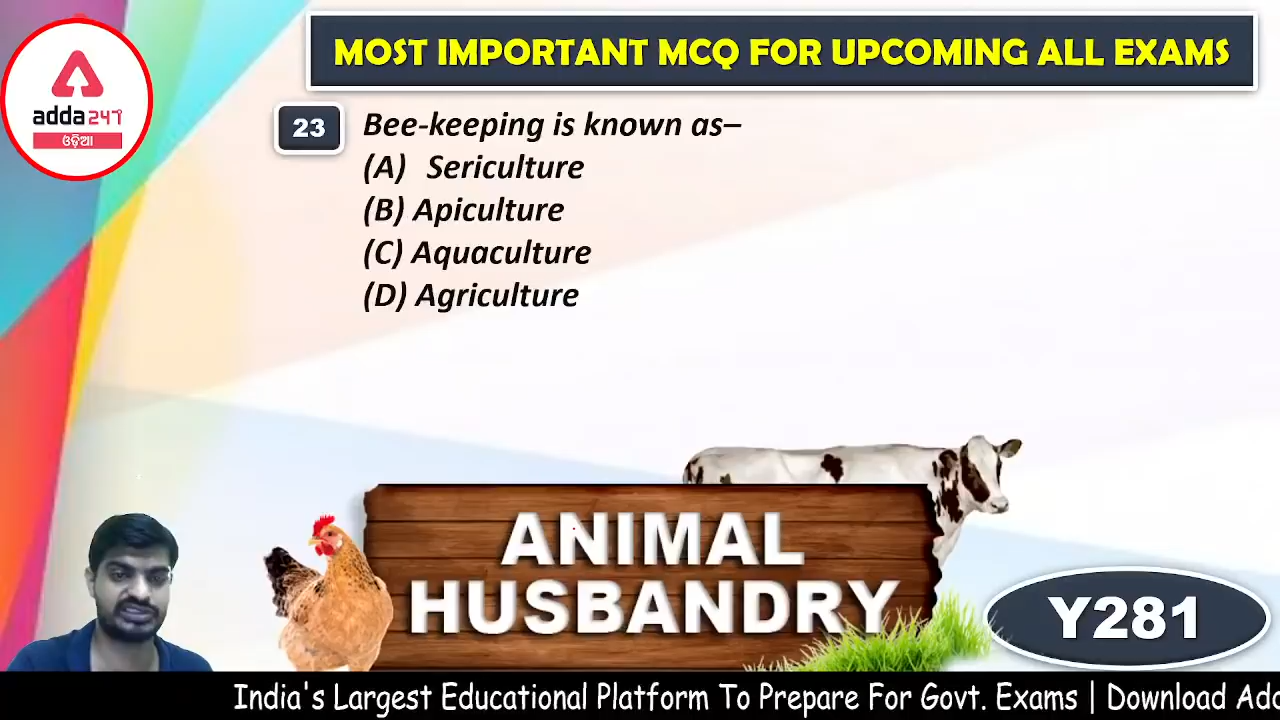 MOST IMPORTANT MCQ FOR UPCOMING ALL EXAMS
adda247
ଓଡ଼ିଆ
23
Bee-keeping is known as–
(A) Sericulture
(B) Apiculture
(C) Aquaculture
(D) Agriculture
ANIMAL
HUSBANDRY
Y281
India's Largest Educational Platform To Prepare For Govt. Exams | Download Add